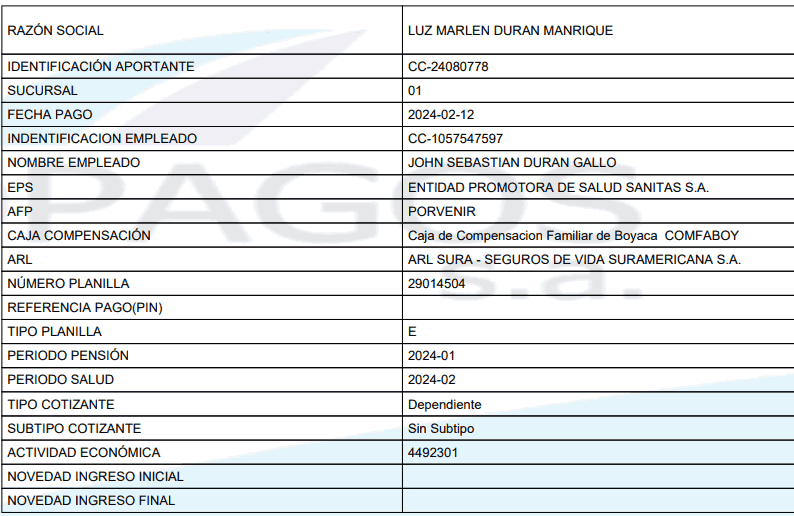 RAZÓN SOCIAL LUZ MARLEN DURAN MANRIQUE
IDENTIFICACIÓN APORTANTE CC-24080778
SUCURSAL 01
FECHA PAGO 2024-02-12
INDENTIFICACION EMPLEADO CC-1057547597
NOMBRE EMPLEADO JOHN SEBASTIAN DURAN GALLO
EPS ENTIDAD PROMOTORA DE SALUD SANITAS S.A.
AFP PORVENIR
CAJA COMPENSACIÓN Caja de Compensacion Familiar de Boyaca COMFABOY
ARL ARL SURA - SEGUROS DE VIDA SURAMERICANA S.A.
NÚMERO PLANILLA 29014504
REFERENCIA PAGO(PIN)
TIPO PLANILLA E
PERIODO PENSIÓN 2024-01
PERIODO SALUD 2024-02
TIPO COTIZANTE Dependiente
SUBTIPO COTIZANTE Sin Subtipo
ACTIVIDAD ECONÓMICA 4492301
NOVEDAD INGRESO INICIAL
NOVEDAD INGRESO FINAL
PAGOS
s.a.